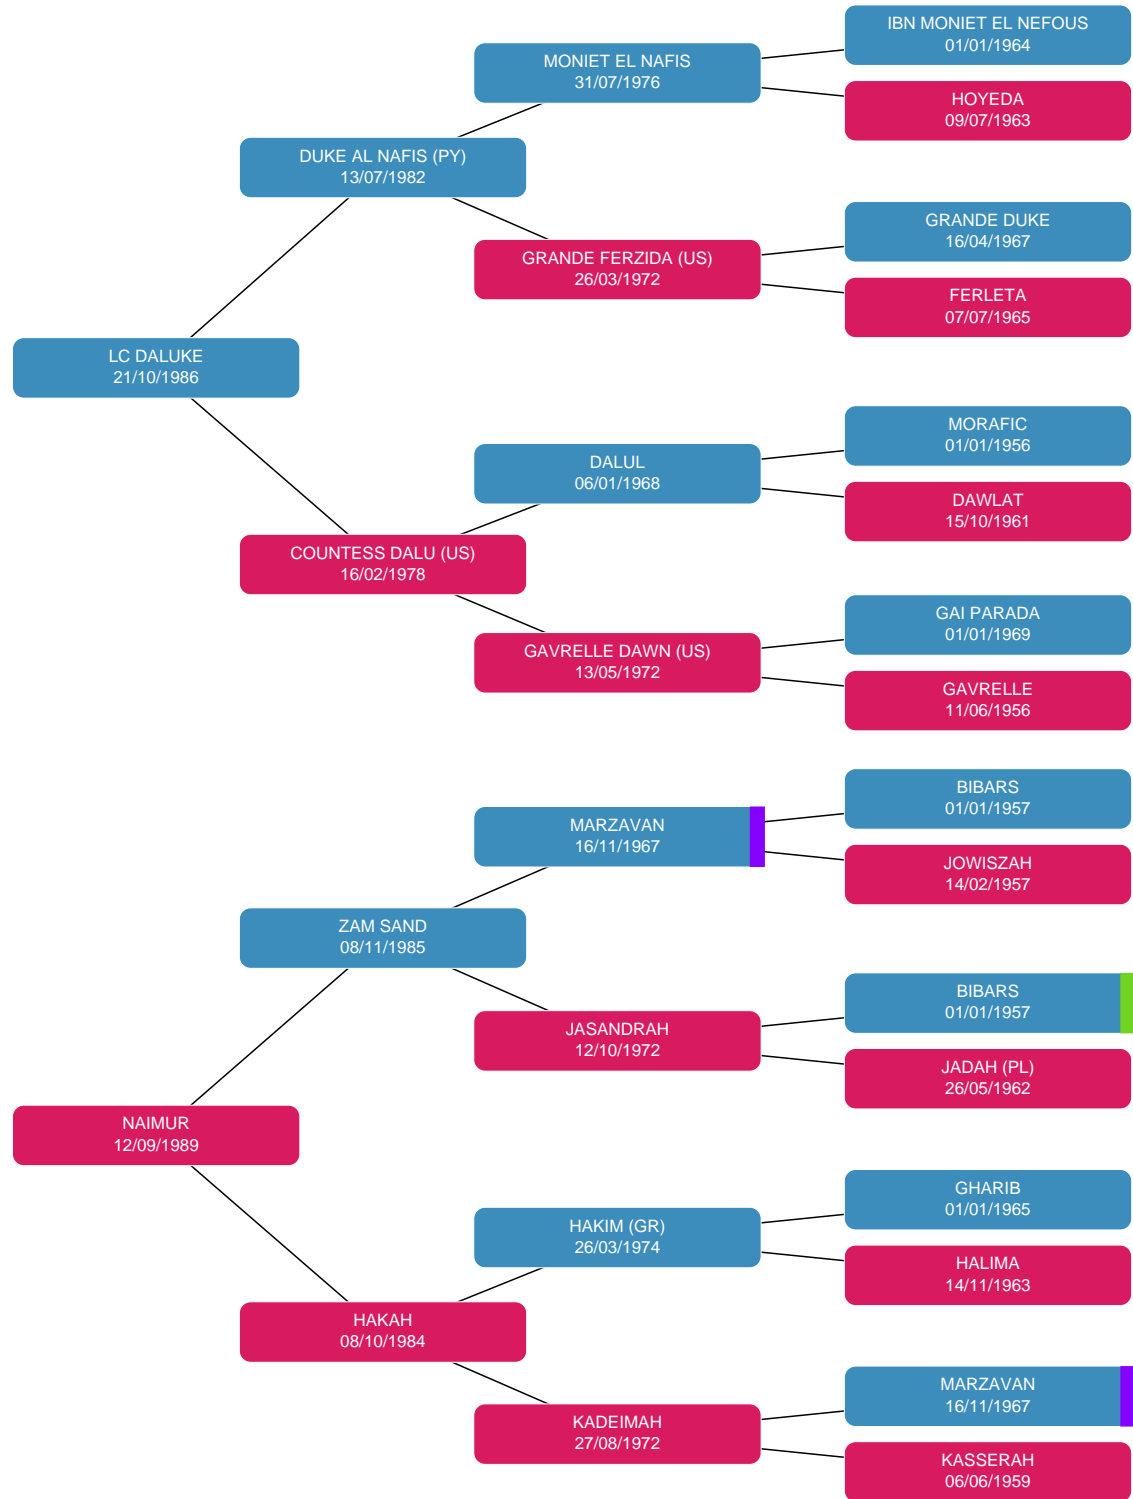 IBN MONIET EL NEFOUS
01/01/1964
MONIET EL NAFIS
31/07/1976
HOYEDA
09/07/1963
DUKE AL NAFIS (PY)
13/07/1982
GRANDE DUKE
16/04/1967
GRANDE FERZIDA (US)
26/03/1972
FERLETA
07/07/1965
LC DALUKE
21/10/1986
MORAFIC
01/01/1956
DALUL
06/01/1968
DAWLAT
15/10/1961
COUNTESS DALU (US)
16/02/1978
GAI PARADA
01/01/1969
GAVRELLE DAWN (US)
13/05/1972
GAVRELLE
11/06/1956
BIBARS
01/01/1957
MARZAVAN
16/11/1967
JOWISZAH
14/02/1957
ZAM SAND
08/11/1985
BIBARS
01/01/1957
JASANDRAH
12/10/1972
JADAH (PL)
26/05/1962
NAIMUR
12/09/1989
GHARIB
01/01/1965
HAKIM (GR)
26/03/1974
HALIMA
14/11/1963
HAKAH
08/10/1984
MARZAVAN
16/11/1967
KADEIMAH
27/08/1972
KASSERAH
06/06/1959